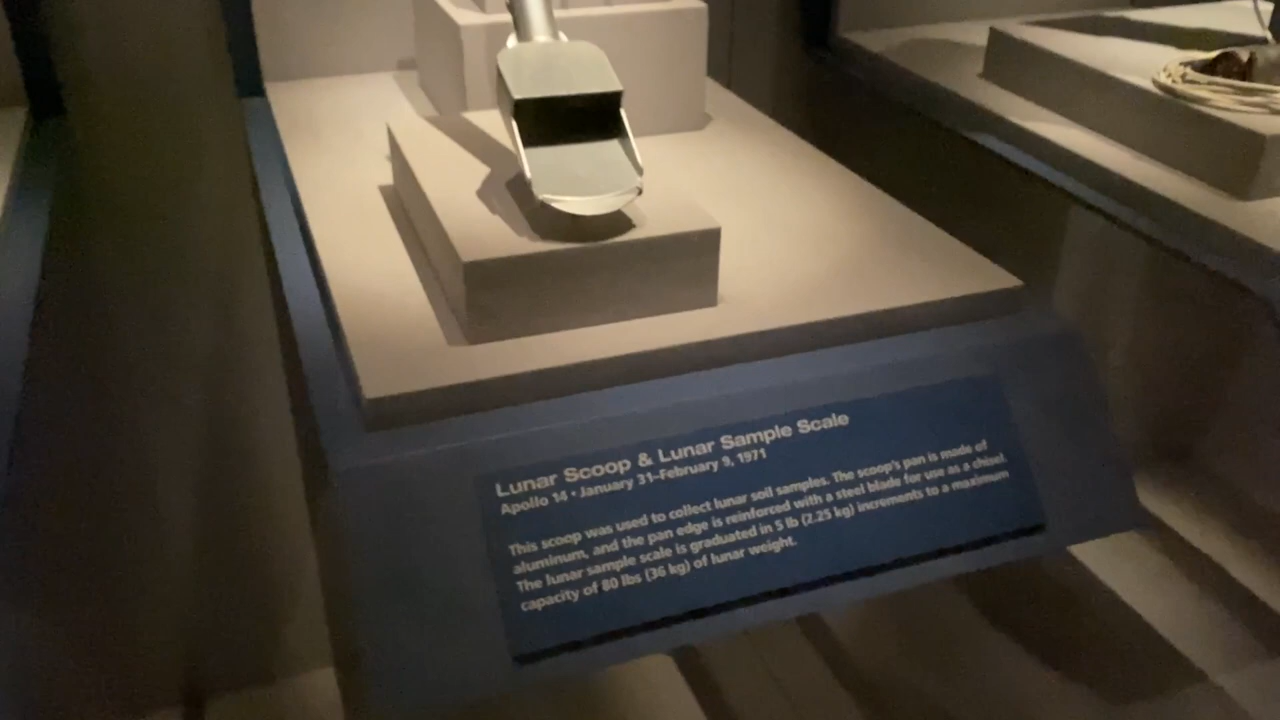 Lunar Scoop & Lunar Sample Scale
Apollo 14 • January 31–February 9, 1971
This scoop was used to collect lunar soil samples. The scoop's pan is made of
aluminum, and the pan edge is reinforced with a steel blade for use as a chisel.
The lunar sample scale is graduated in 5 lb (2.25 kg) increments to a maximum
capacity of 80 lbs (36 kg) of lunar weight.